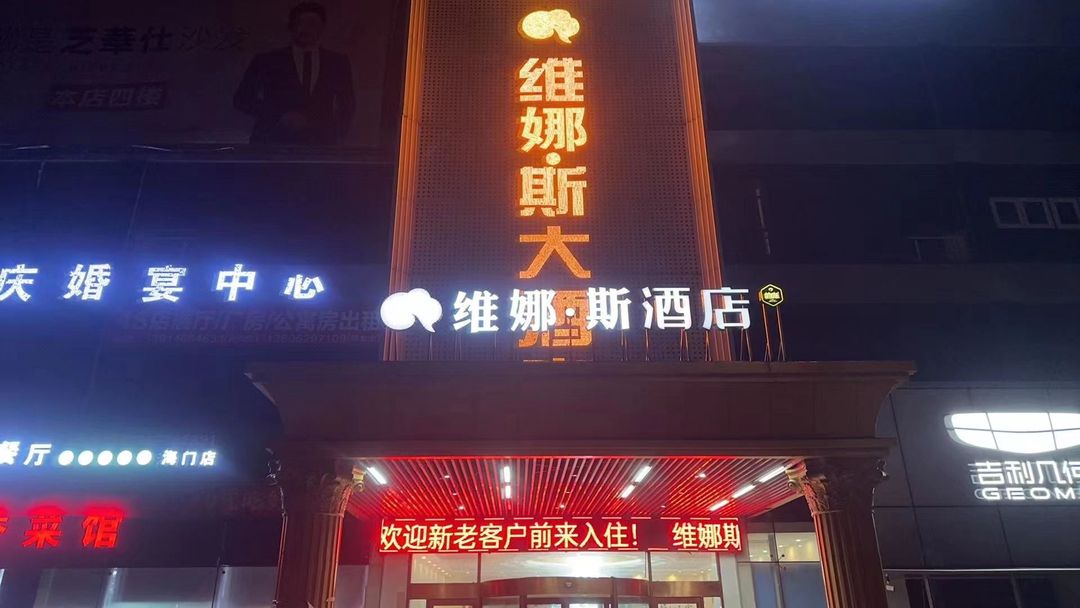 芝華仕沙发
本店四楼
维娜·斯大酒
庆婚宴中心
维娜·斯酒店
餐厅
海门店
菜馆
吉利几何
GEOM
欢迎新老客户前来入住! 维娜斯